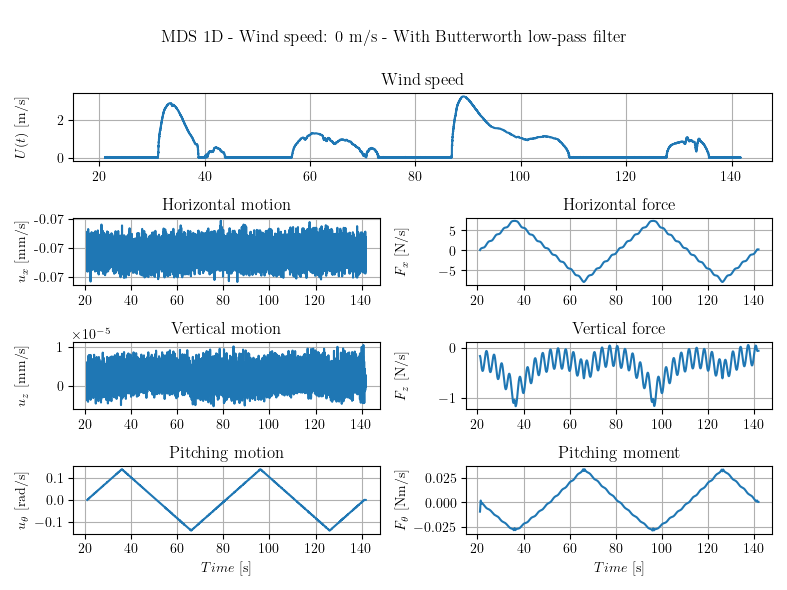 MDS 1D - Wind speed: 0 m/s - With Butterworth low-pass filter
Wind speed
U(t) [m/s]
2
0
20 40 60 80 100 120 140
Horizontal motion
Horizontal force
u_x [mm/s]
-0.07
-0.07
-0.07
20 40 60 80 100 120 140
F_x [N/s]
5
0
−5
20 40 60 80 100 120 140
Vertical motion
Vertical force
×10^−5
u_z [mm/s]
1
0
20 40 60 80 100 120 140
F_z [N/s]
0
−1
20 40 60 80 100 120 140
Pitching motion
Pitching moment
u_θ [rad/s]
0.1
0.0
−0.1
20 40 60 80 100 120 140
Time [s]
F_θ [Nm/s]
0.025
0.000
−0.025
20 40 60 80 100 120 140
Time [s]